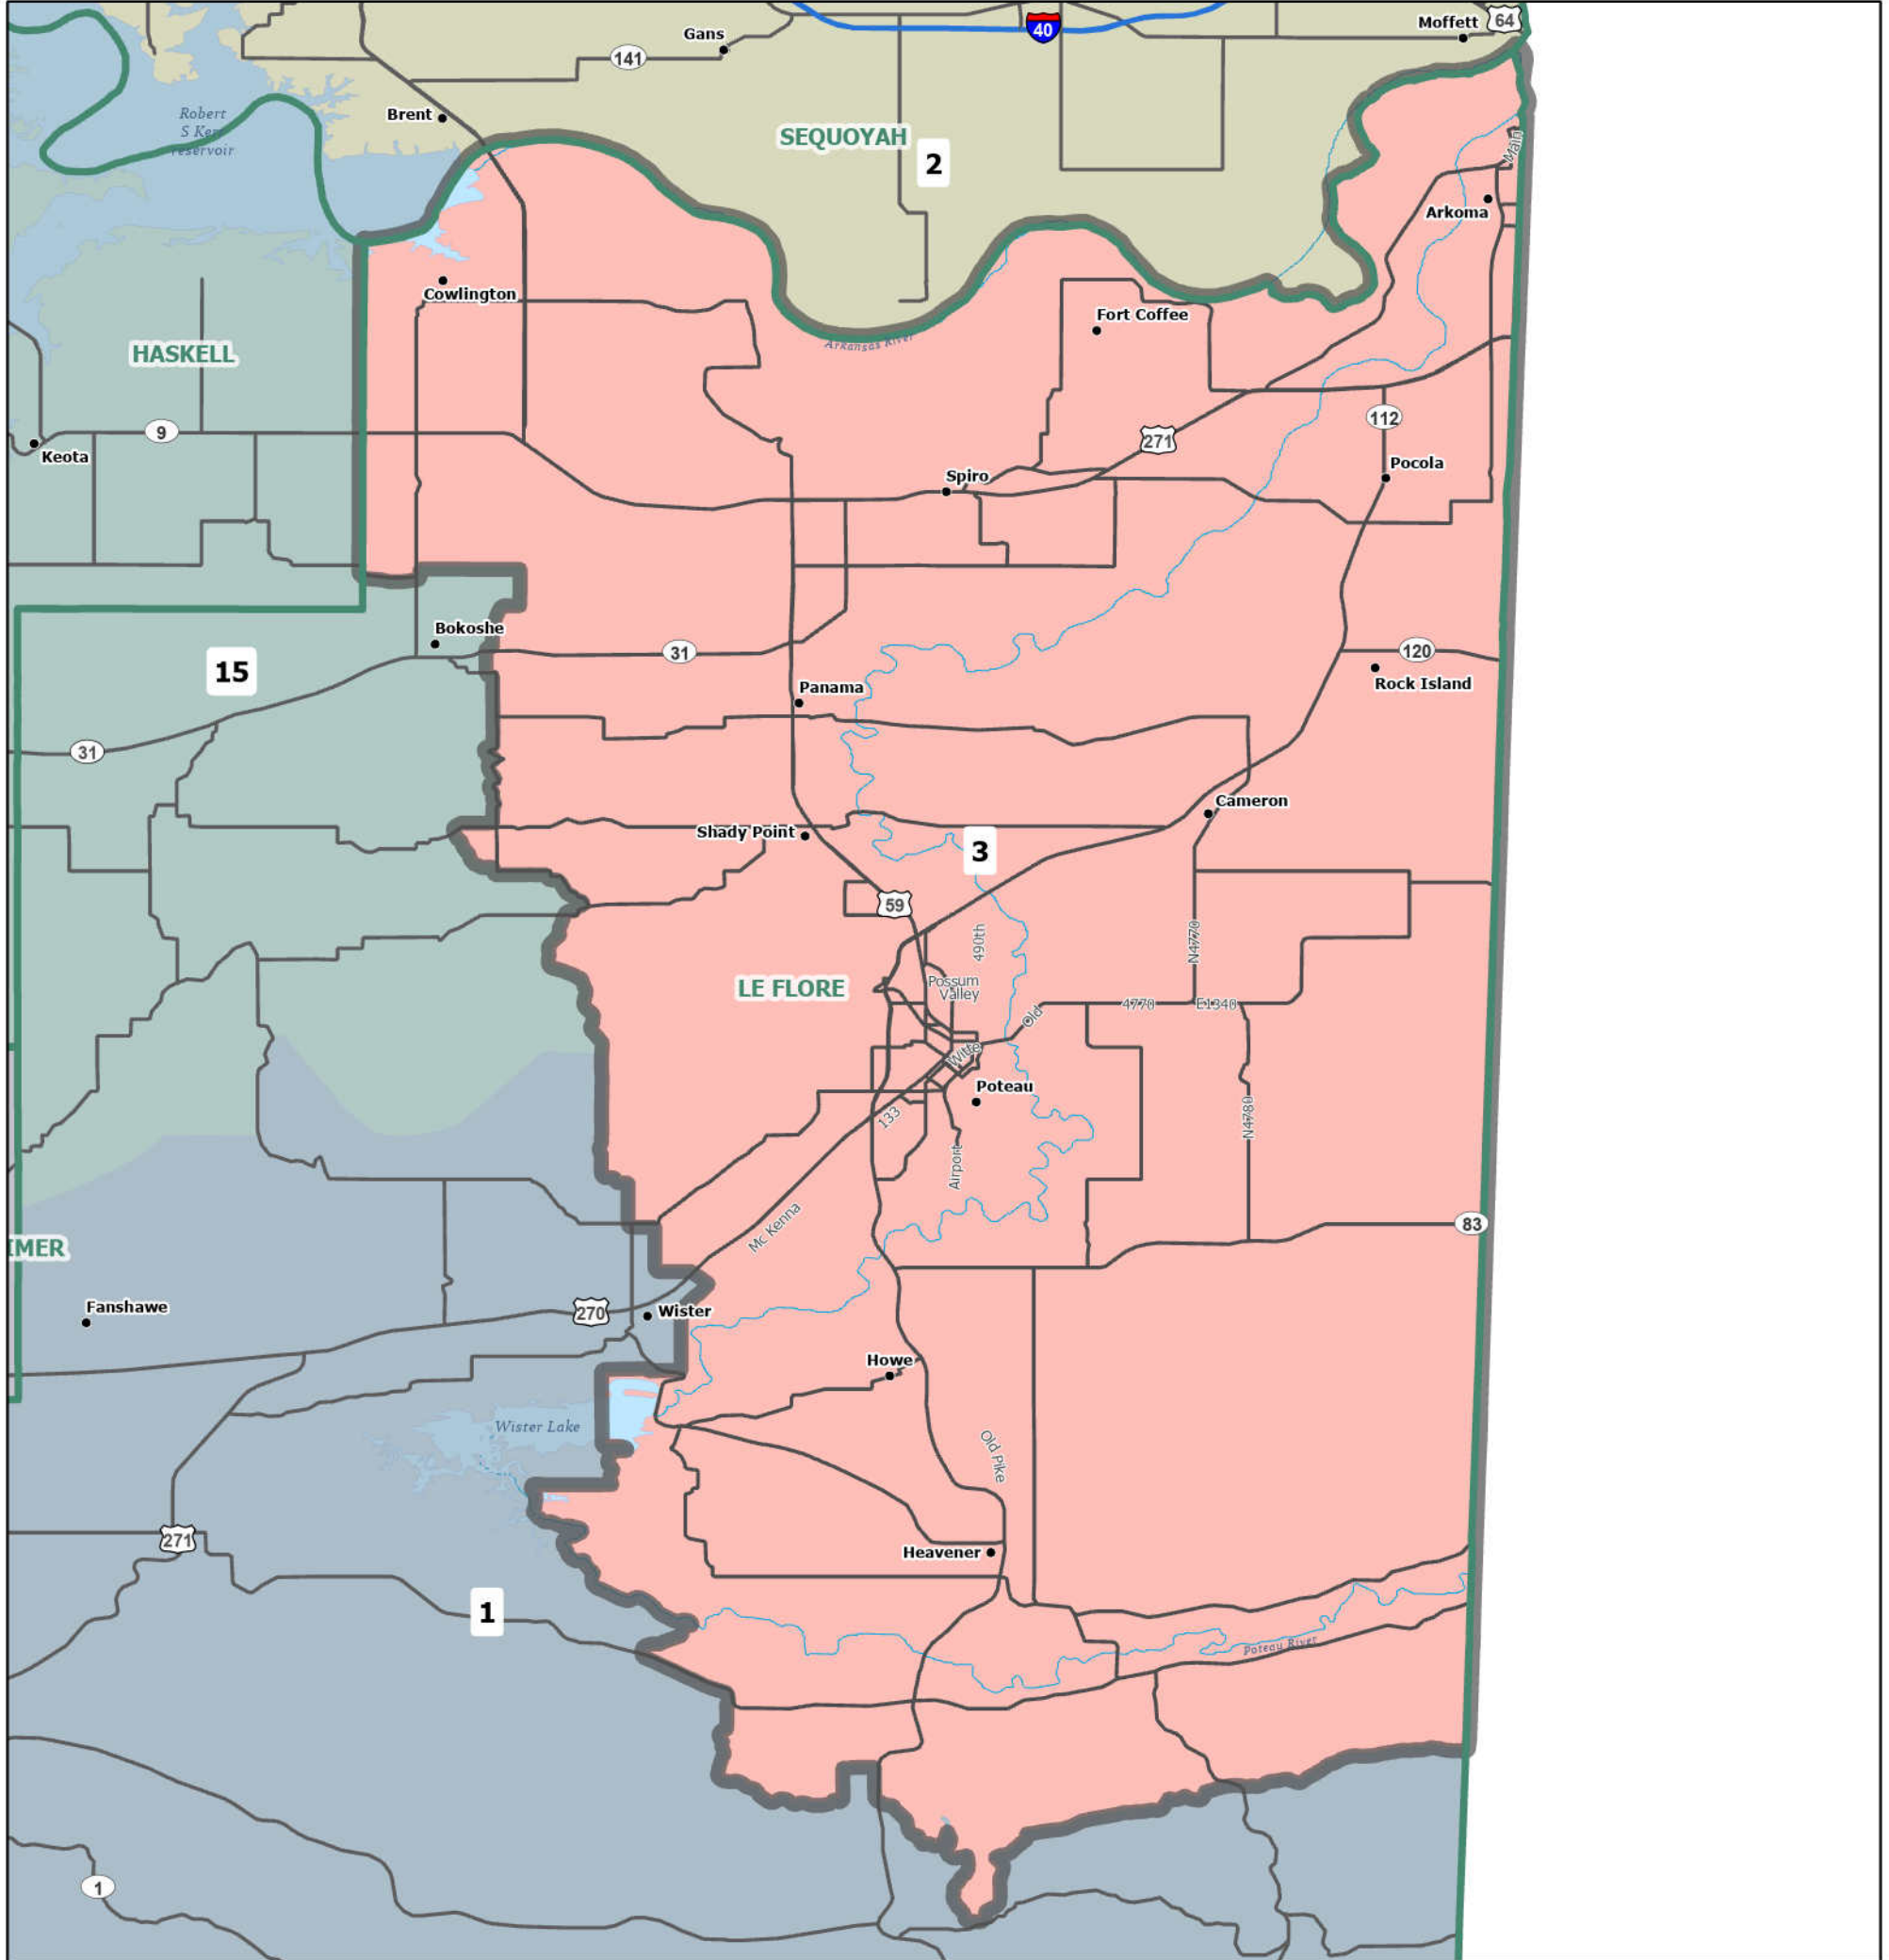 Moffett
64
Gans
40
141
Brent
Robert
S Kerr
reservoir
SEQUOYAH
2
Main
Arkoma
Cowlington
Fort Coffee
Arkansas River
HASKELL
112
9
271
Keota
Pocola
Spiro
Bokoshe
31
120
15
Rock Island
Panama
31
Cameron
Shady Point
3
59
490th
N4770
LE FLORE
Possum
Valley
4770
E1340
Old
Witte
Poteau
133
N4780
Airport
Mc Kenna
83
IMER
Fanshawe
270
Wister
Howe
Wister Lake
Old Pike
271
Heavener
1
Poteau River
1